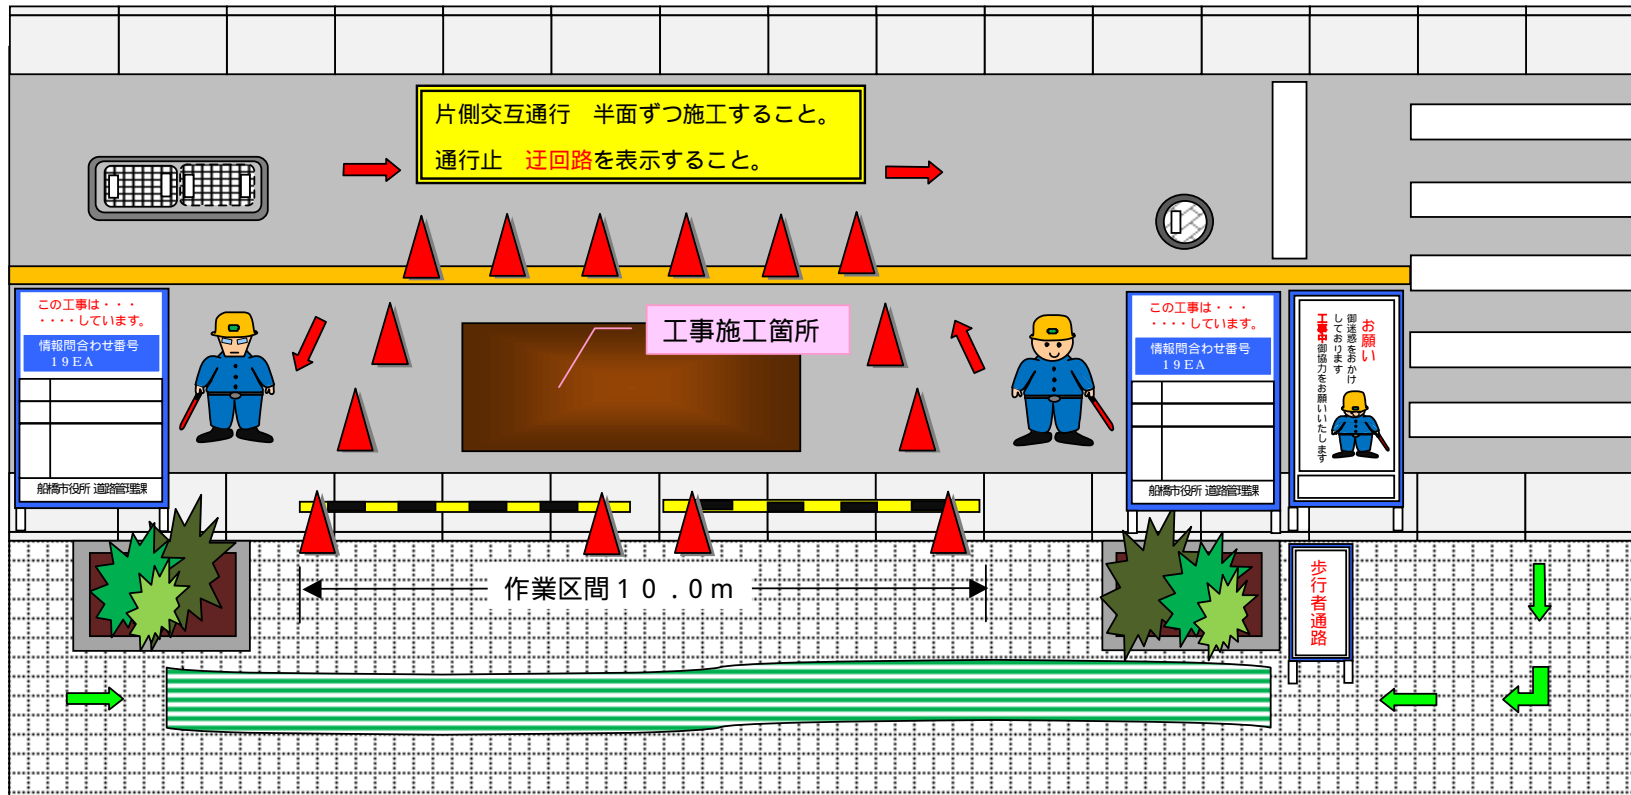 片側交互通行　半面ずつ施工すること。
通行止　迂回路を表示すること。
この工事は・・・
・・・・しています。
情報問合わせ番号
１９ＥＡ
船橋市役所 道路管理課
工事施工箇所
この工事は・・・
・・・・しています。
情報問合わせ番号
１９ＥＡ
船橋市役所 道路管理課
お願い
御迷惑をおかけ
しております
工事中御協力をお願いいたします
作業区間１０．０ｍ
歩行者通路